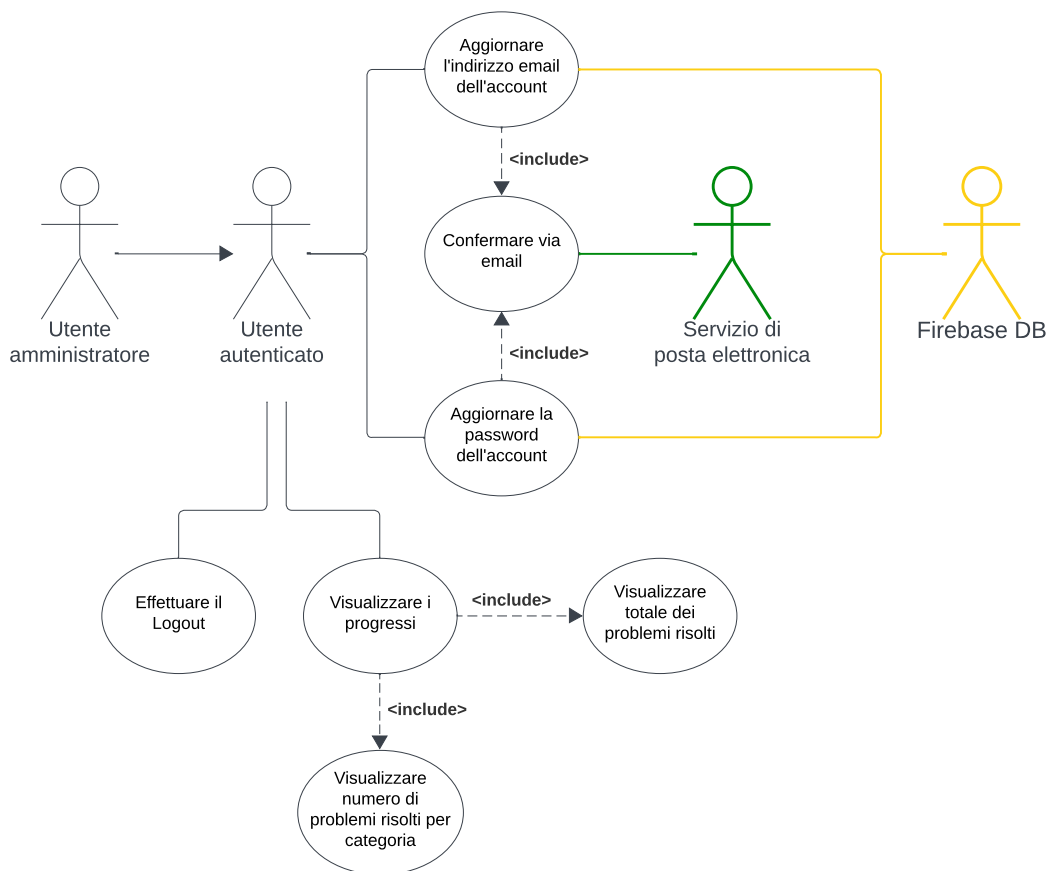 Aggiornare
l'indirizzo email
dell'account
<include>
Confermare via
email
Utente
amministratore
Utente
autenticato
Servizio di
posta elettronica
Firebase DB
<include>
Aggiornare la
password
dell'account
Effettuare il
Logout
Visualizzare i
progressi
<include>
Visualizzare
totale dei
problemi risolti
<include>
Visualizzare
numero di
problemi risolti per
categoria